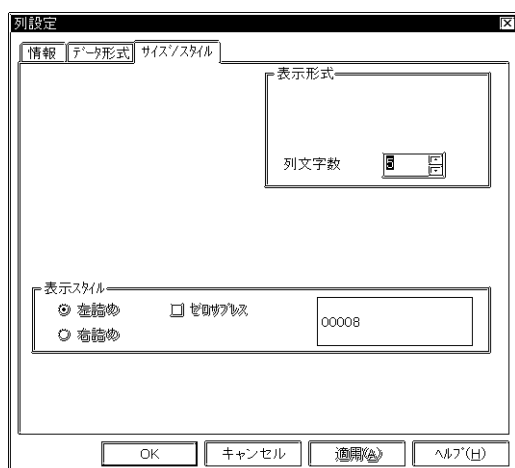 列設定
情報 データ形式 サイズ/スタイル
表示形式
列文字数 5
表示スタイル
左詰め ゼロサプレス
00008
右詰め
OK キャンセル 適用(A) ヘルプ(H)